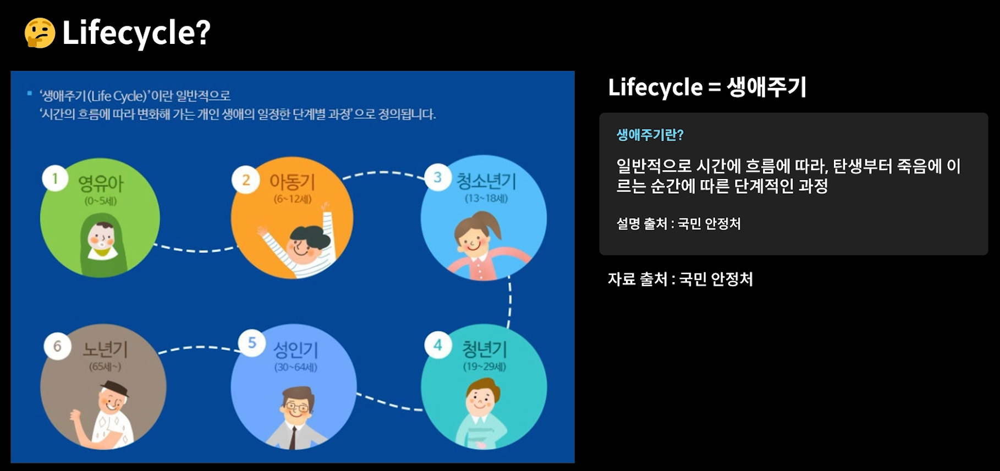 🤔 Lifecycle?
‘생애주기(Life Cycle)’이란 일반적으로
‘시간의 흐름에 따라 변화해 가는 개인 생애의 일정한 단계별 과정’으로 정의됩니다.
1 영유아
(0~5세)
2 아동기
(6~12세)
3 청소년기
(13~18세)
4 청년기
(19~29세)
5 성인기
(30~64세)
6 노년기
(65세~)
Lifecycle = 생애주기
생애주기란?
일반적으로 시간에 흐름에 따라, 탄생부터 죽음에 이
르는 순간에 따른 단계적인 과정
설명 출처 : 국민 안정처
자료 출처 : 국민 안정처